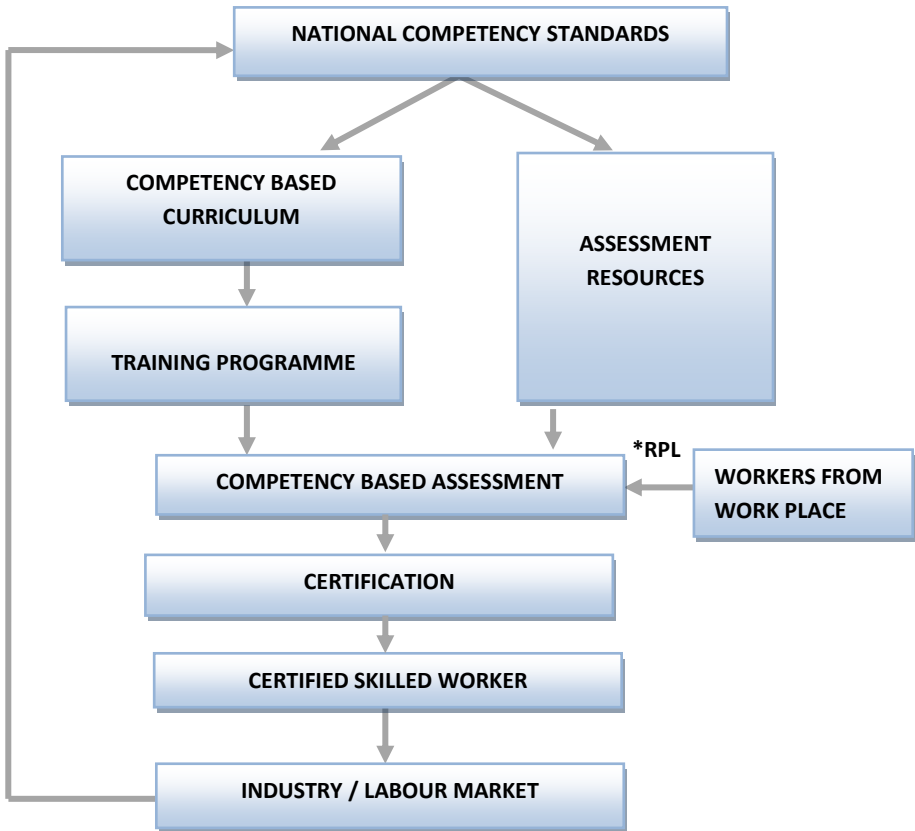 NATIONAL COMPETENCY STANDARDS
COMPETENCY BASED
CURRICULUM
ASSESSMENT
RESOURCES
TRAINING PROGRAMME
*RPL
COMPETENCY BASED ASSESSMENT
WORKERS FROM
WORK PLACE
CERTIFICATION
CERTIFIED SKILLED WORKER
INDUSTRY / LABOUR MARKET